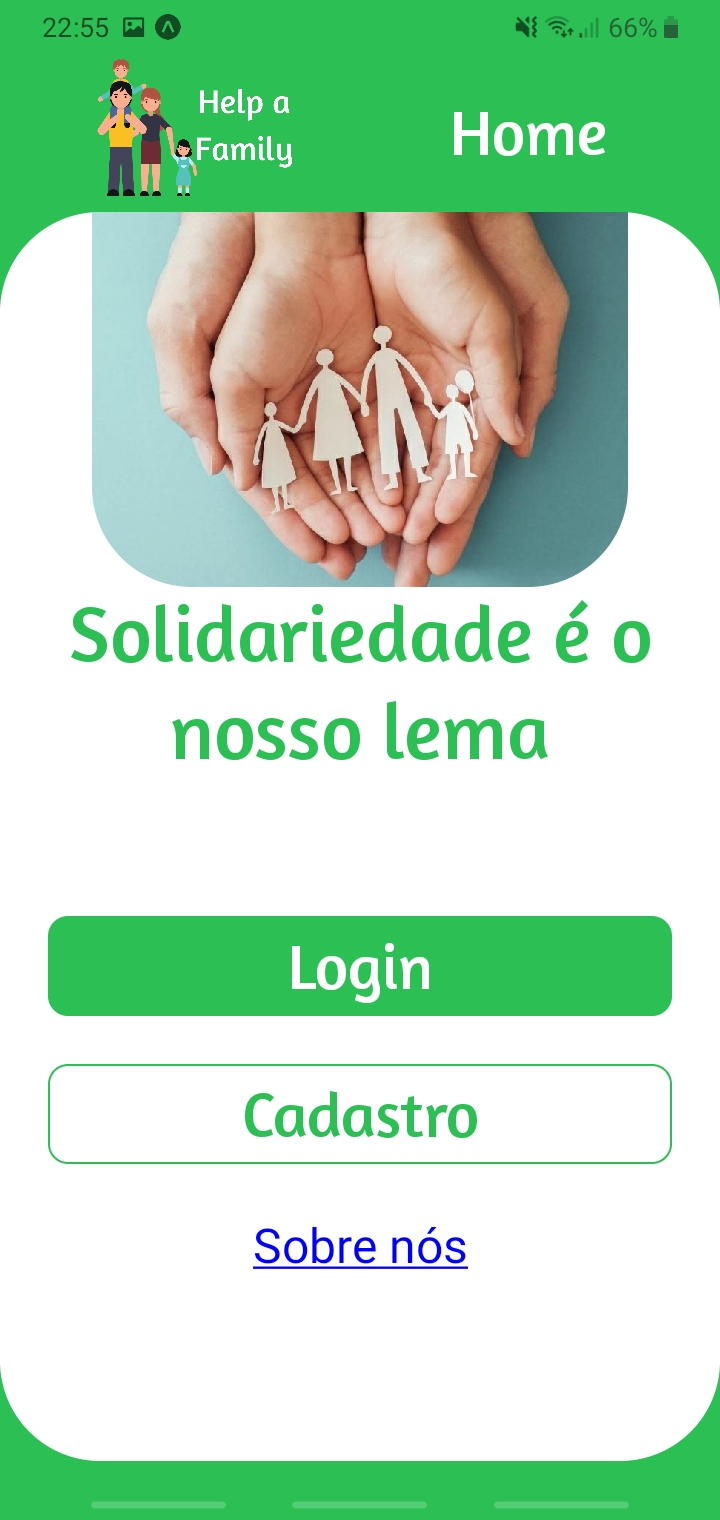 22:55 66%
Help a
Family
Home
Solidariedade é o
nosso lema
Login
Cadastro
Sobre nós